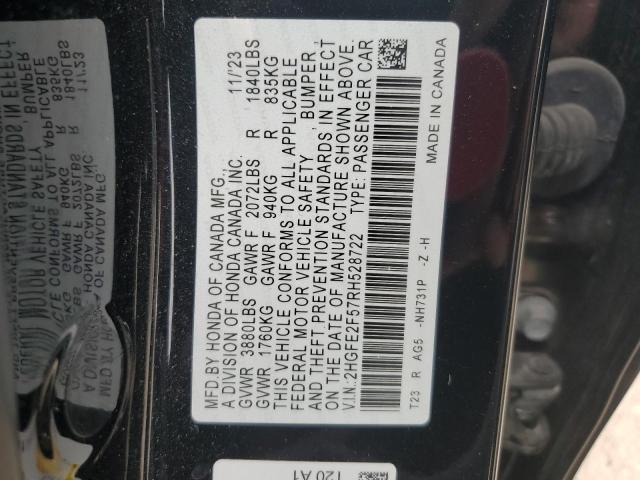 MFD.BY HONDA OF CANADA MFG., 11/23
A DIVISION OF HONDA CANADA INC.
GVWR 3880LBS GAWR F 2072LBS R 1840LBS
GVWR 1760KG GAWR F 940KG R 835KG
THIS VEHICLE CONFORMS TO ALL APPLICABLE
FEDERAL MOTOR VEHICLE SAFETY , BUMPER,
AND THEFT PREVENTION STANDARDS IN EFFECT
ON THE DATE OF MANUFACTURE SHOWN ABOVE.
V.I.N.:2HGFE2F57RH528722 TYPE: PASSENGER CAR
T23 R AG5 -NH731P -Z -H
MADE IN CANADA
T20 A1